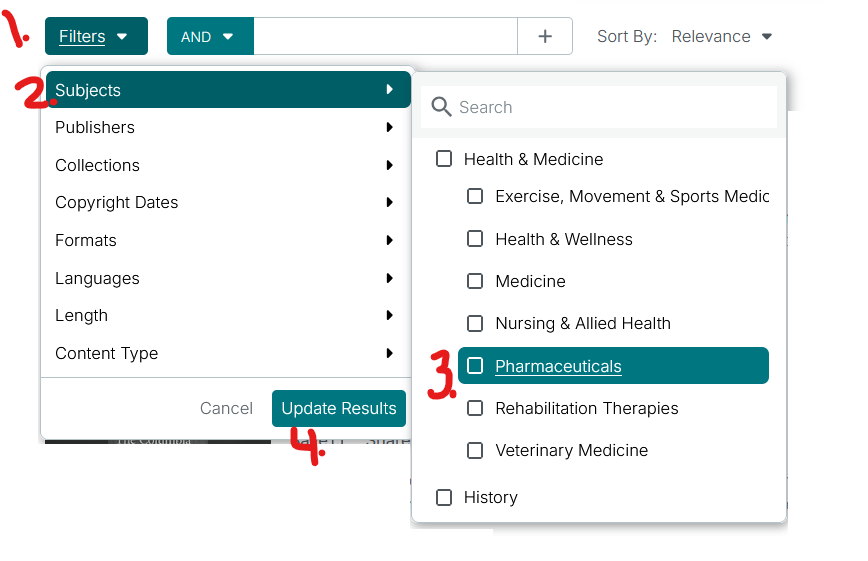 1. Filters AND + Sort By: Relevance
2. Subjects
Publishers
Collections
Copyright Dates
Formats
Languages
Length
Content Type
Cancel Update Results
4.
Search
Health & Medicine
Exercise, Movement & Sports Medic
Health & Wellness
Medicine
Nursing & Allied Health
3. Pharmaceuticals
Rehabilitation Therapies
Veterinary Medicine
History